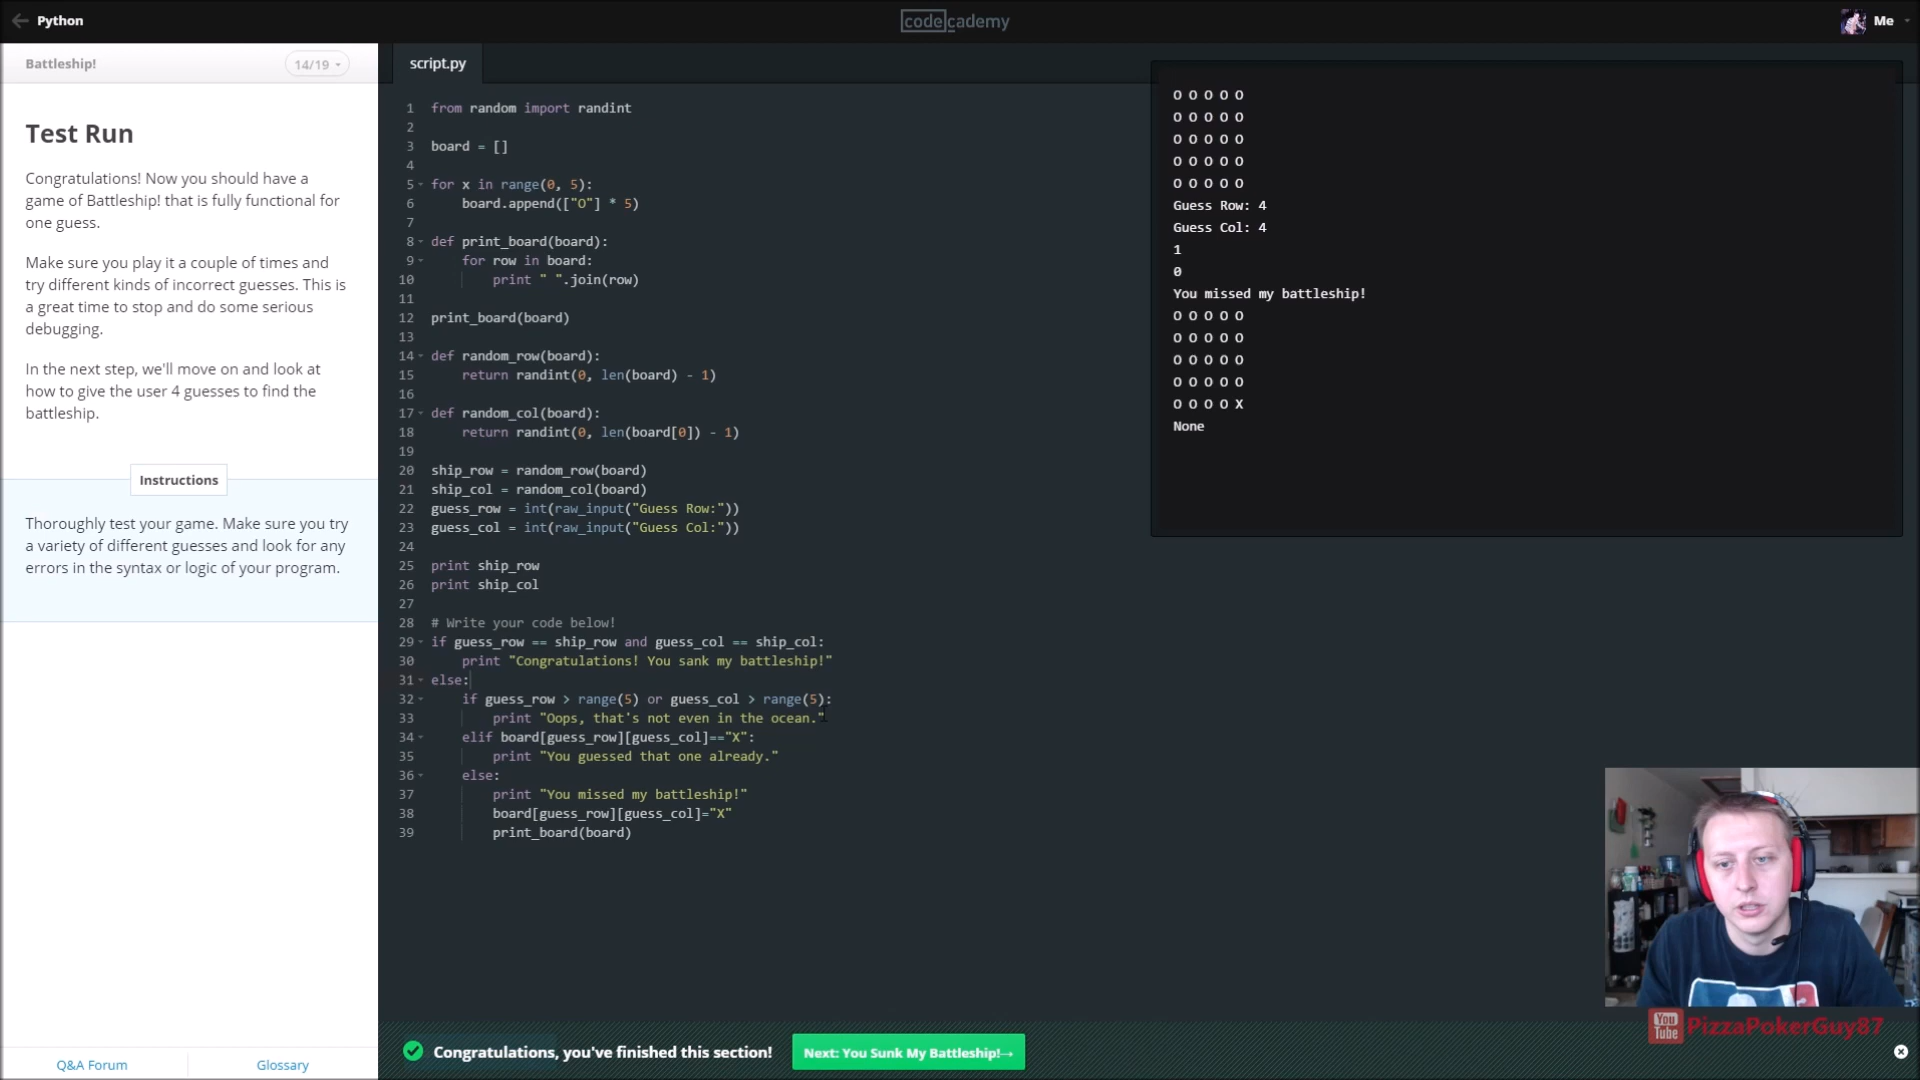 Python
codecademy
Me
Battleship!
14/19
script.py
Test Run
Congratulations! Now you should have a
game of Battleship! that is fully functional for
one guess.
Make sure you play it a couple of times and
try different kinds of incorrect guesses. This is
a great time to stop and do some serious
debugging.
In the next step, we'll move on and look at
how to give the user 4 guesses to find the
battleship.
Instructions
Thoroughly test your game. Make sure you try
a variety of different guesses and look for any
errors in the syntax or logic of your program.
Q&A Forum
Glossary
1 from random import randint
2
3 board = []
4
5 for x in range(0, 5):
6 board.append(["O"] * 5)
7
8 def print_board(board):
9 for row in board:
10 print " ".join(row)
11
12 print_board(board)
13
14 def random_row(board):
15 return randint(0, len(board) - 1)
16
17 def random_col(board):
18 return randint(0, len(board[0]) - 1)
19
20 ship_row = random_row(board)
21 ship_col = random_col(board)
22 guess_row = int(raw_input("Guess Row:"))
23 guess_col = int(raw_input("Guess Col:"))
24
25 print ship_row
26 print ship_col
27
28 # Write your code below!
29 if guess_row == ship_row and guess_col == ship_col:
30 print "Congratulations! You sank my battleship!"
31 else:
32 if guess_row > range(5) or guess_col > range(5):
33 print "Oops, that's not even in the ocean."
34 elif board[guess_row][guess_col]=="X":
35 print "You guessed that one already."
36 else:
37 print "You missed my battleship!"
38 board[guess_row][guess_col]="X"
39 print_board(board)
O O O O O
O O O O O
O O O O O
O O O O O
O O O O O
Guess Row: 4
Guess Col: 4
1
0
You missed my battleship!
O O O O O
O O O O O
O O O O O
O O O O O
O O O O X
None
You Tube PizzaPokerGuy87
Congratulations, you've finished this section!
Next: You Sunk My Battleship!→